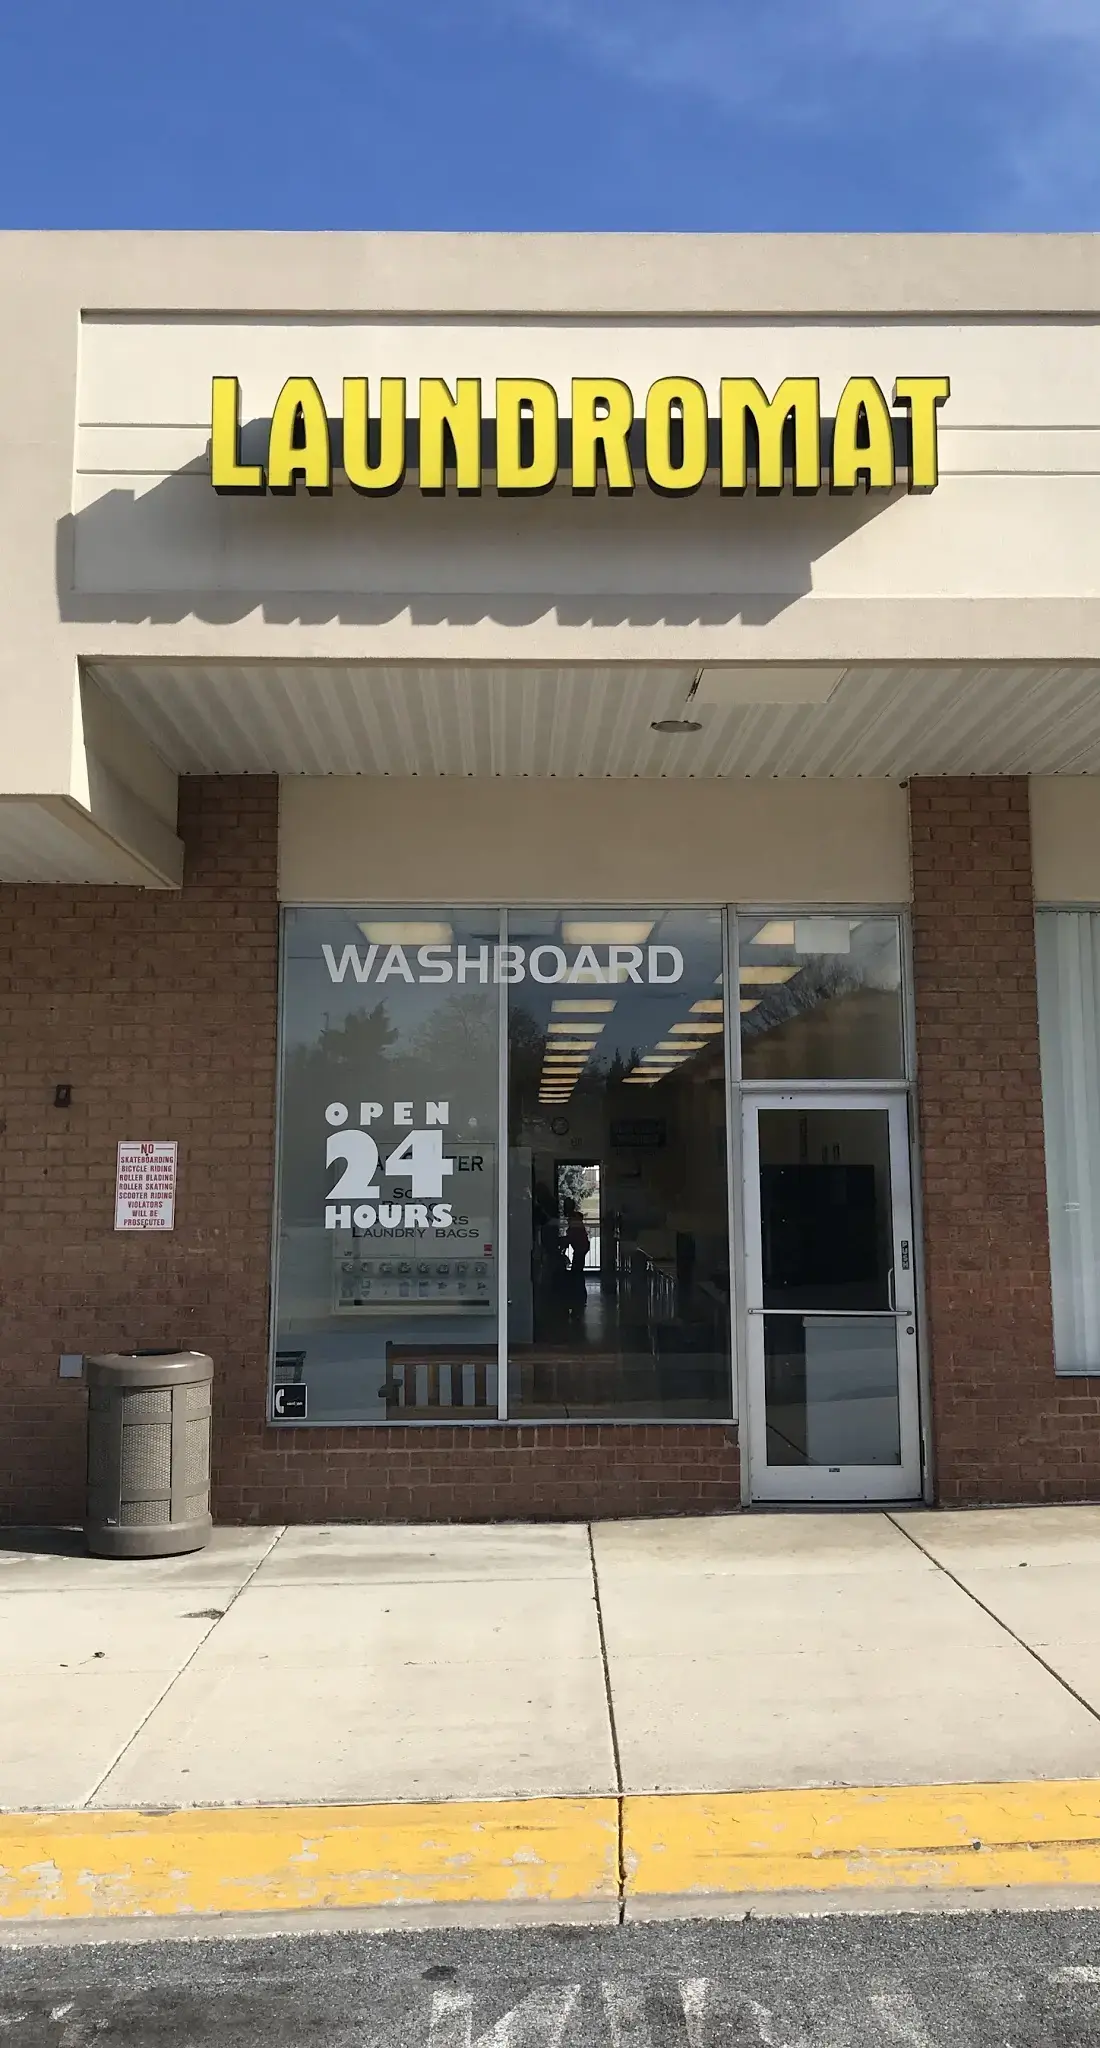 LAUNDROMAT
WASHBOARD
OPEN
24
HOURS
LAUNDRY BAGS
NO
SKATEBOARDING
BICYCLE RIDING
ROLLER BLADING
ROLLER SKATING
SCOOTER RIDING
VIOLATORS
WILL BE
PROSECUTED